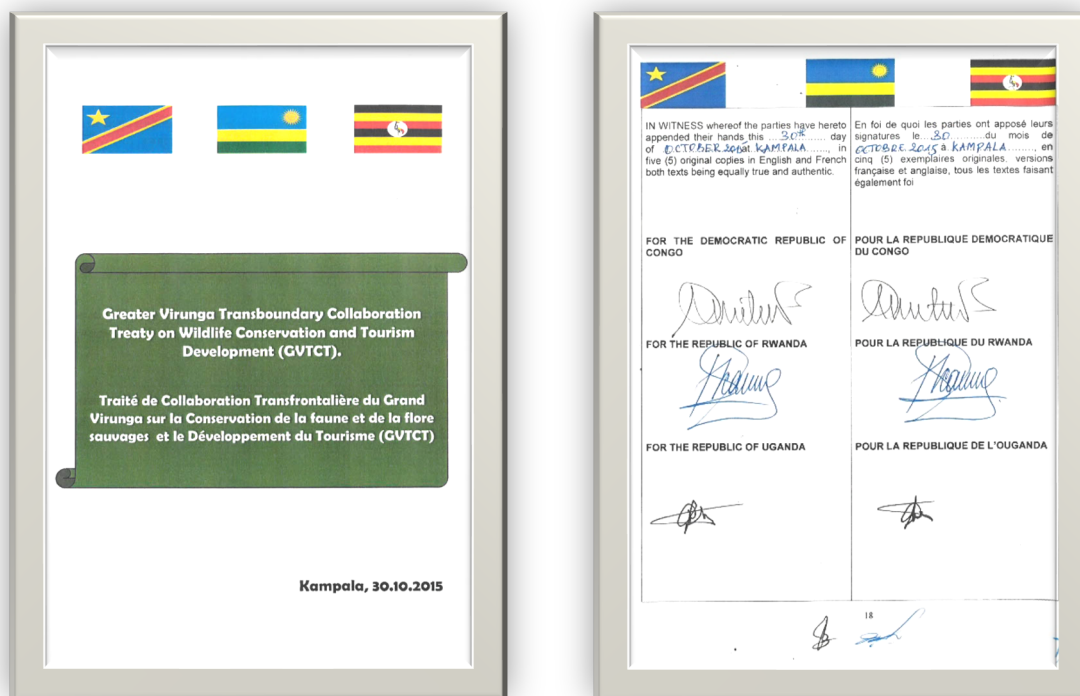 Greater Virunga Transboundary Collaboration
Treaty on Wildlife Conservation and Tourism
Development (GVTCT).
Traité de Collaboration Transfrontalière du Grand
Virunga sur la Conservation de la faune et de la flore
sauvages et le Développement du Tourisme (GVTCT)
Kampala, 30.10.2015
IN WITNESS whereof the parties have hereto
appended their hands this ...30th...... day
of OCTOBER 2015at. KAMPALA......, in
five (5) original copies in English and French
both texts being equally true and authentic.
En foi de quoi les parties ont apposé leurs
signatures le...30.........du mois de
OCTOBRE 2015 à KAMPALA........, en
cinq (5) exemplaires originales, versions
française et anglaise, tous les textes faisant
également foi
FOR THE DEMOCRATIC REPUBLIC OF
CONGO
POUR LA REPUBLIQUE DEMOCRATIQUE
DU CONGO
FOR THE REPUBLIC OF RWANDA
POUR LA REPUBLIQUE DU RWANDA
FOR THE REPUBLIC OF UGANDA
POUR LA REPUBLIQUE DE L'OUGANDA
18